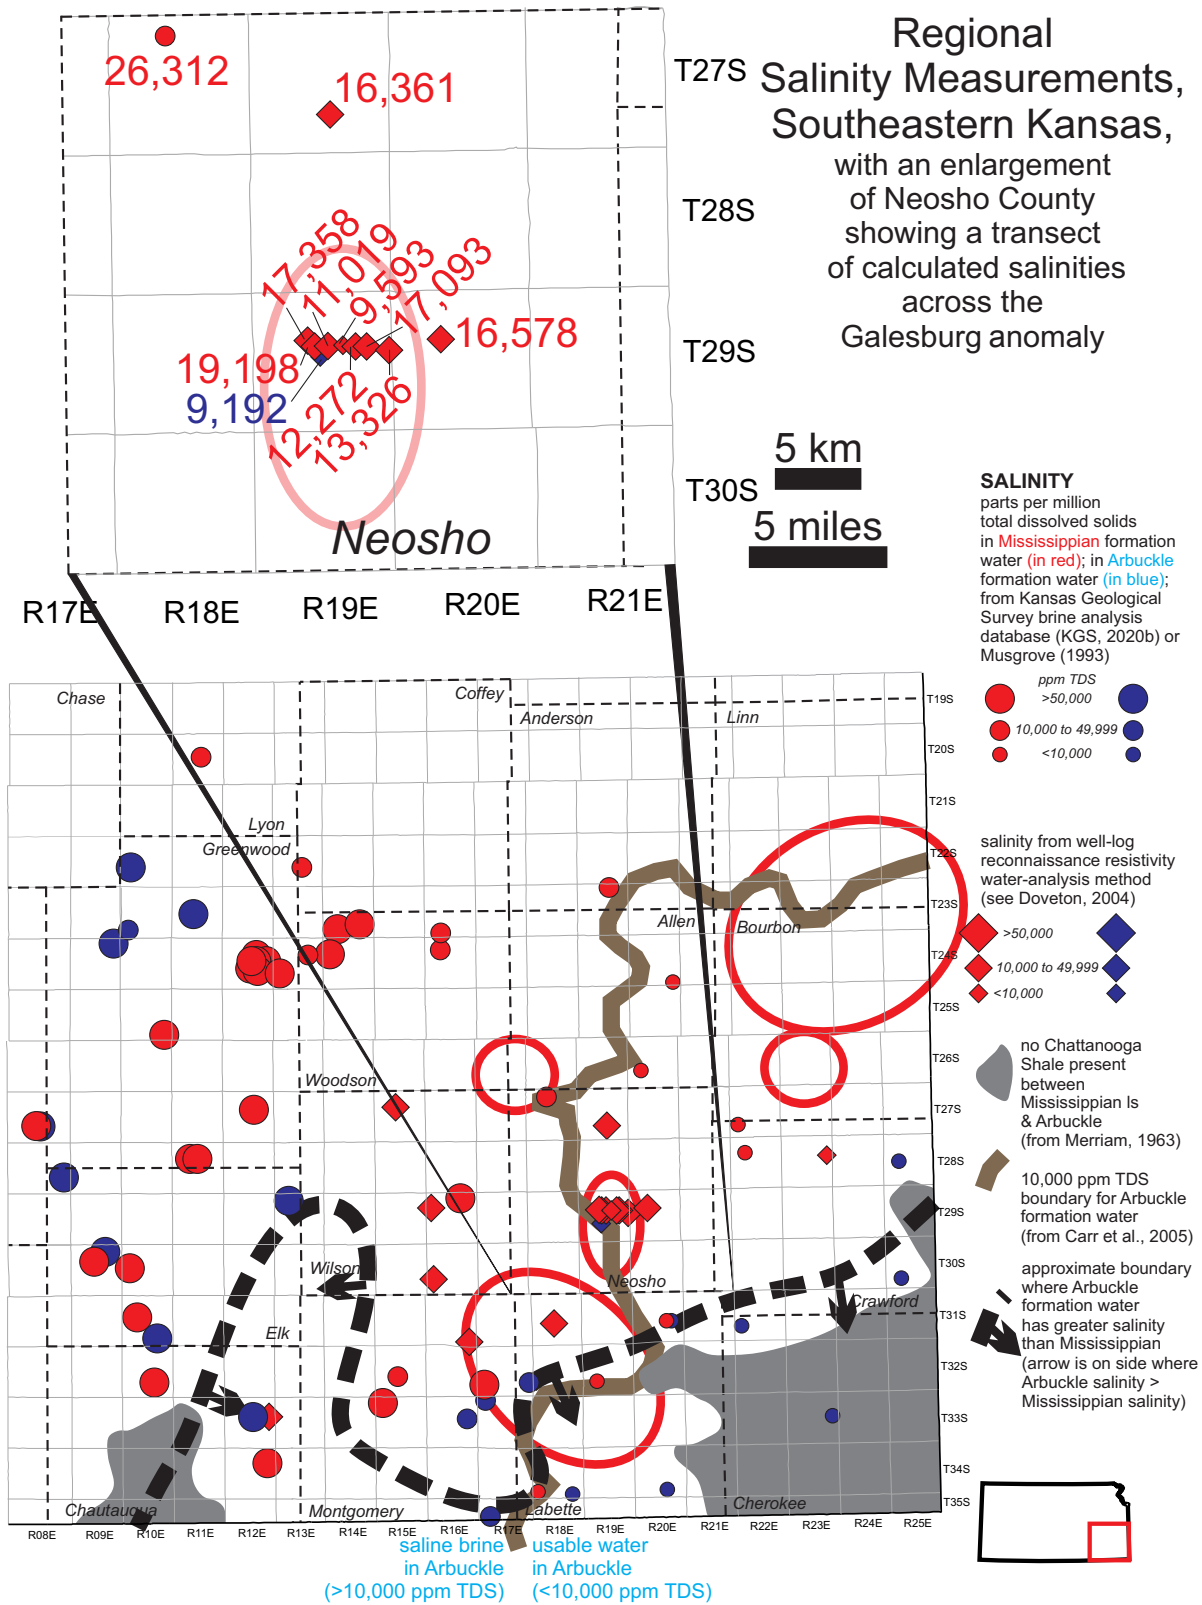 Regional
Salinity Measurements,
Southeastern Kansas,
with an enlargement
of Neosho County
showing a transect
of calculated salinities
across the
Galesburg anomaly
26,312
16,361
17,358
11,019
9,593
17,093
16,578
19,198
9,192
12,272
13,326
Neosho
T27S
T28S
T29S
T30S
5 km
5 miles
R17E
R18E
R19E
R20E
R21E
SALINITY
parts per million
total dissolved solids
in Mississippian formation
water (in red); in Arbuckle
formation water (in blue);
from Kansas Geological
Survey brine analysis
database (KGS, 2020b) or
Musgrove (1993)
ppm TDS
>50,000
10,000 to 49,999
<10,000
salinity from well-log
reconnaissance resistivity
water-analysis method
(see Doveton, 2004)
>50,000
10,000 to 49,999
<10,000
no Chattanooga
Shale present
between
Mississippian ls
& Arbuckle
(from Merriam, 1963)
10,000 ppm TDS
boundary for Arbuckle
formation water
(from Carr et al., 2005)
approximate boundary
where Arbuckle
formation water
has greater salinity
than Mississippian
(arrow is on side where
Arbuckle salinity >
Mississippian salinity)
Chase
Coffey
Anderson
Linn
Lyon
Greenwood
Allen
Bourbon
Woodson
Wilson
Neosho
Crawford
Elk
Chautauqua
Montgomery
Labette
Cherokee
T19S
T20S
T21S
T22S
T23S
T24S
T25S
T26S
T27S
T28S
T29S
T30S
T31S
T32S
T33S
T34S
T35S
R08E
R09E
R10E
R11E
R12E
R13E
R14E
R15E
R16E
R17E
R18E
R19E
R20E
R21E
R22E
R23E
R24E
R25E
saline brine
in Arbuckle
(>10,000 ppm TDS)
usable water
in Arbuckle
(<10,000 ppm TDS)